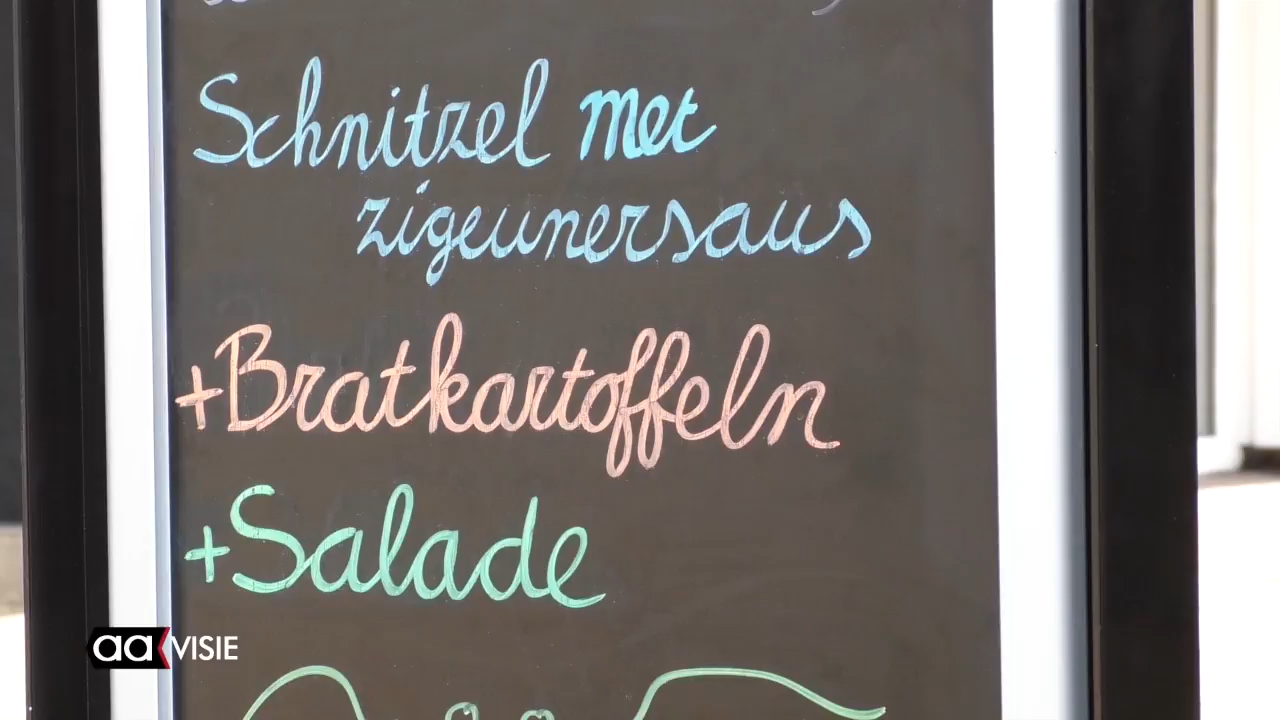 Schnitzel met
zigeunersaus
+Bratkartoffeln
+Salade
aa VISIE